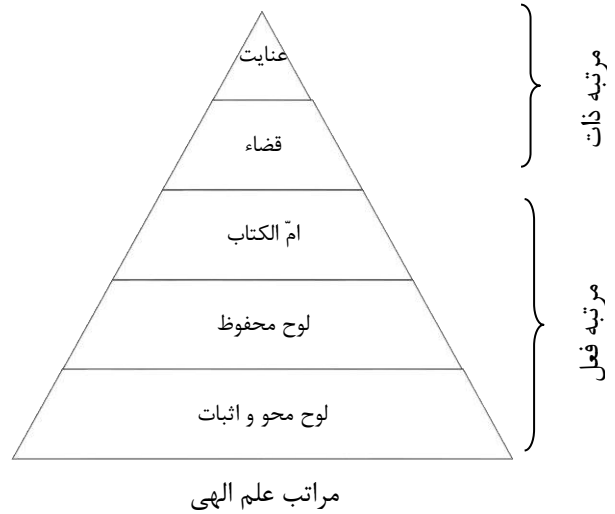 عنایت
قضاء
امّ الکتاب
لوح محفوظ
لوح محو و اثبات
مرتبه ذات
مرتبه فعل
مراتب علم الهی